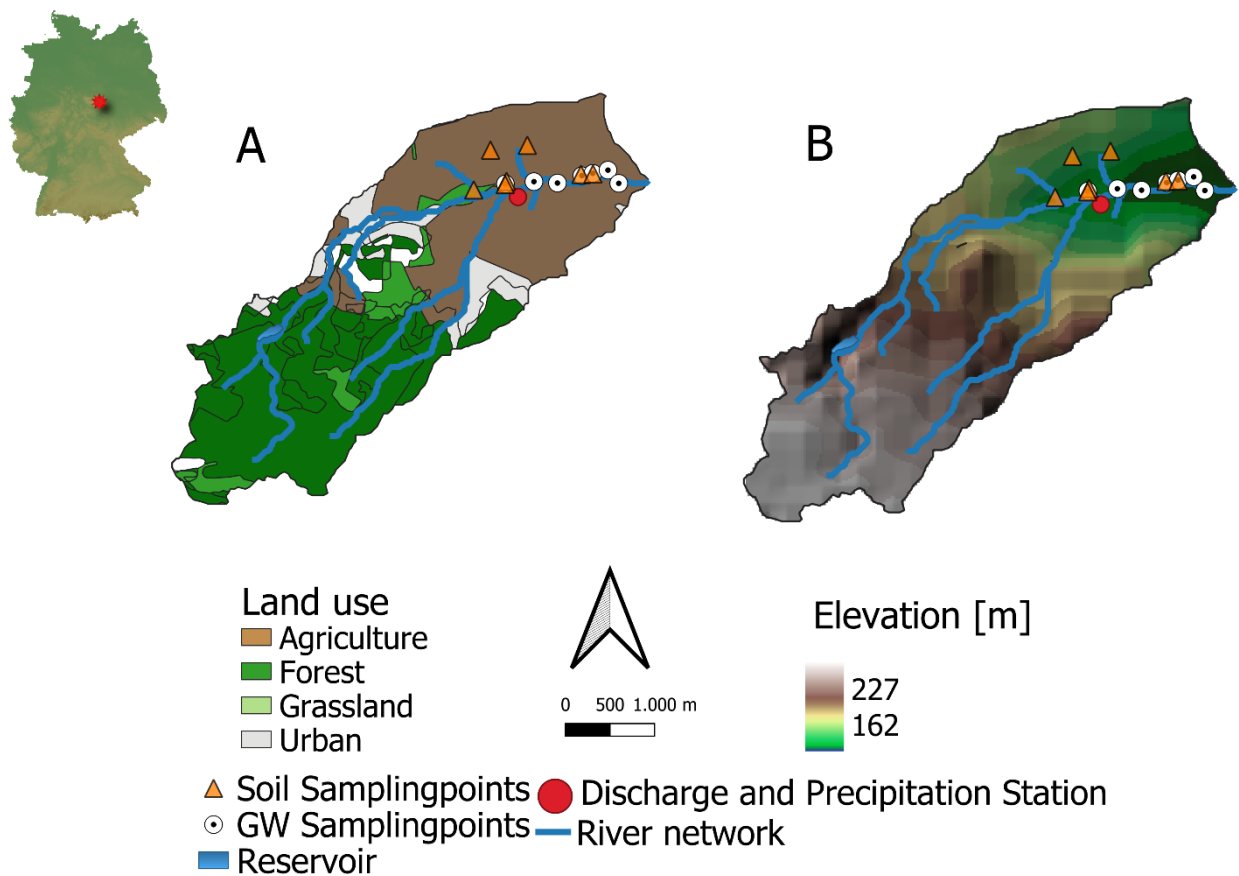 A
B
Land use
Agriculture
Forest
Grassland
Urban
0 500 1.000 m
Elevation [m]
227
162
Soil Samplingpoints
Discharge and Precipitation Station
GW Samplingpoints
River network
Reservoir